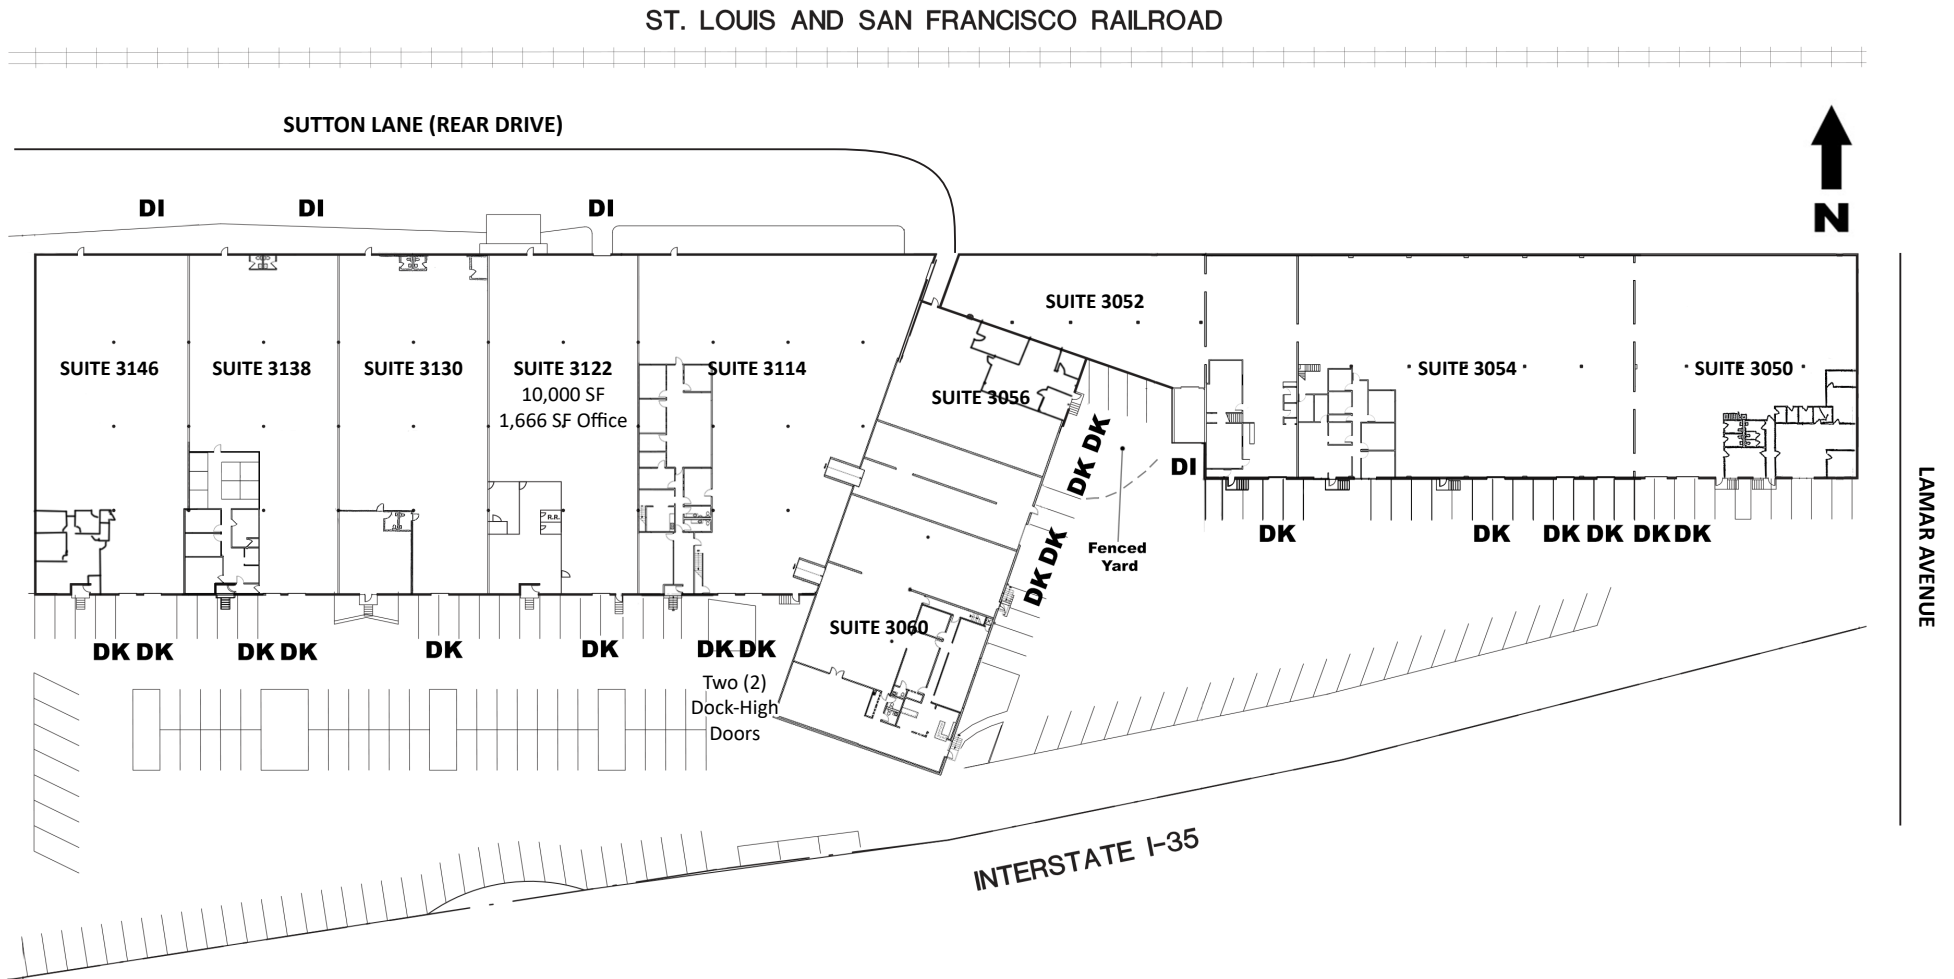 ST. LOUIS AND SAN FRANCISCO RAILROAD
SUTTON LANE (REAR DRIVE)
N
DI
DI
DI
SUITE 3052
SUITE 3146
SUITE 3138
SUITE 3130
SUITE 3122
10,000 SF
1,666 SF Office
SUITE 3114
SUITE 3056
SUITE 3054
SUITE 3050
DK DK
DI
R.R.
DK DK
Fenced
Yard
DK
DK
DK DK
DK DK
LAMAR AVENUE
SUITE 3060
DK DK
DK DK
DK
DK
DK DK
Two (2)
Dock-High
Doors
INTERSTATE I-35